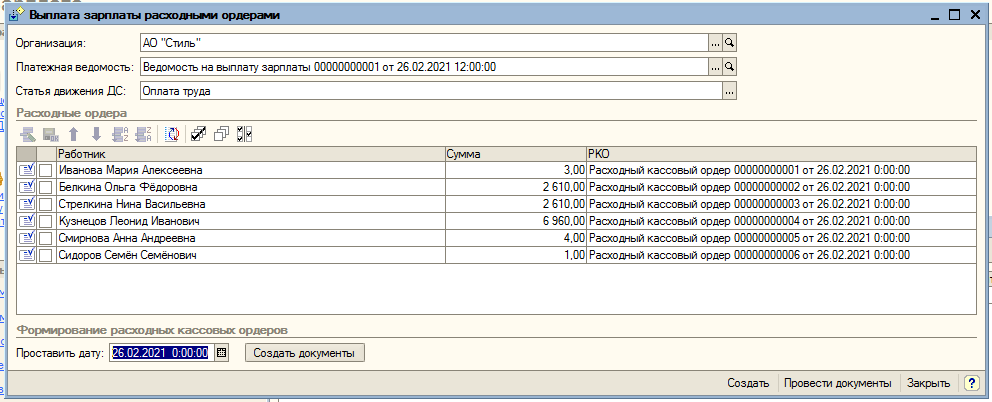 Выплата зарплаты расходными ордерами
Организация: АО "Стиль" ...
Платежная ведомость: Ведомость на выплату зарплаты 00000000001 от 26.02.2021 12:00:00 ...
Статья движения ДС: Оплата труда ...
Расходные ордера
Работник Сумма РКО
Иванова Мария Алексеевна 3,00 Расходный кассовый ордер 00000000001 от 26.02.2021 0:00:00
Белкина Ольга Фёдоровна 2 610,00 Расходный кассовый ордер 00000000002 от 26.02.2021 0:00:00
Стрелкина Нина Васильевна 2 610,00 Расходный кассовый ордер 00000000003 от 26.02.2021 0:00:00
Кузнецов Леонид Иванович 6 960,00 Расходный кассовый ордер 00000000004 от 26.02.2021 0:00:00
Смирнова Анна Андреевна 4,00 Расходный кассовый ордер 00000000005 от 26.02.2021 0:00:00
Сидоров Семён Семёнович 1,00 Расходный кассовый ордер 00000000006 от 26.02.2021 0:00:00
Формирование расходных кассовых ордеров
Проставить дату: 26.02.2021 0:00:00 Создать документы
Создать Провести документы Закрыть ?